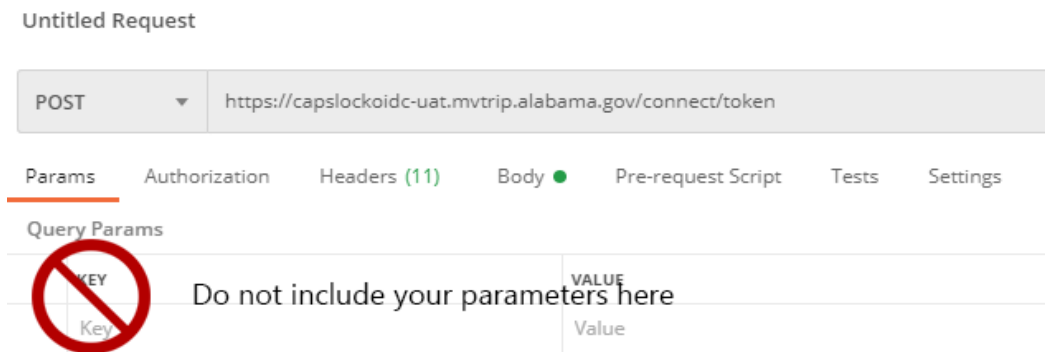 Untitled Request
POST https://capslockoidc-uat.mvtrip.alabama.gov/connect/token
Params Authorization Headers (11) Body Pre-request Script Tests Settings
Query Params
KEY VALUE
Do not include your parameters here
Key Value